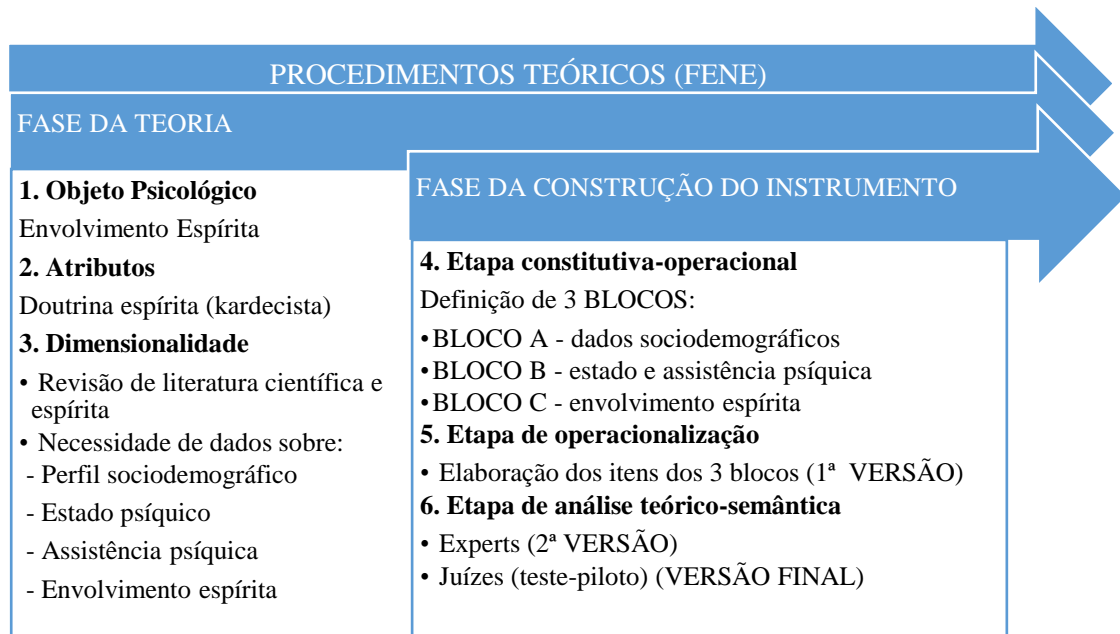 PROCEDIMENTOS TEÓRICOS (FENE)
FASE DA TEORIA
1. Objeto Psicológico
Envolvimento Espírita
2. Atributos
Doutrina espírita (kardecista)
3. Dimensionalidade
• Revisão de literatura científica e
espírita
• Necessidade de dados sobre:
- Perfil sociodemográfico
- Estado psíquico
- Assistência psíquica
- Envolvimento espírita
FASE DA CONSTRUÇÃO DO INSTRUMENTO
4. Etapa constitutiva-operacional
Definição de 3 BLOCOS:
•BLOCO A - dados sociodemográficos
•BLOCO B - estado e assistência psíquica
•BLOCO C - envolvimento espírita
5. Etapa de operacionalização
• Elaboração dos itens dos 3 blocos (1ª VERSÃO)
6. Etapa de análise teórico-semântica
• Experts (2ª VERSÃO)
• Juízes (teste-piloto) (VERSÃO FINAL)